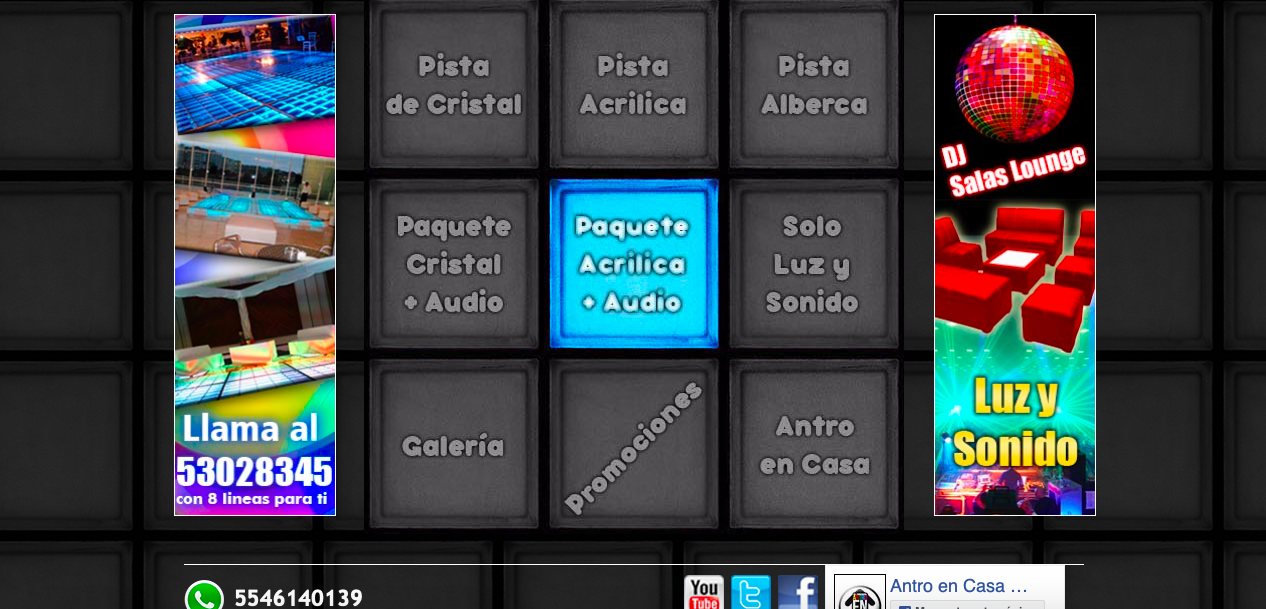 Pista
de Cristal
Pista
Acrilica
Pista
Alberca
Paquete
Cristal
+ Audio
Paquete
Acrilica
+ Audio
Solo
Luz y
Sonido
Galería
Promociones
Antro
en Casa
Llama al
53028345
con 8 lineas para ti
DJ
Salas Lounge
Luz y
Sonido
5546140139
You
Tube
Antro en Casa ...
EN